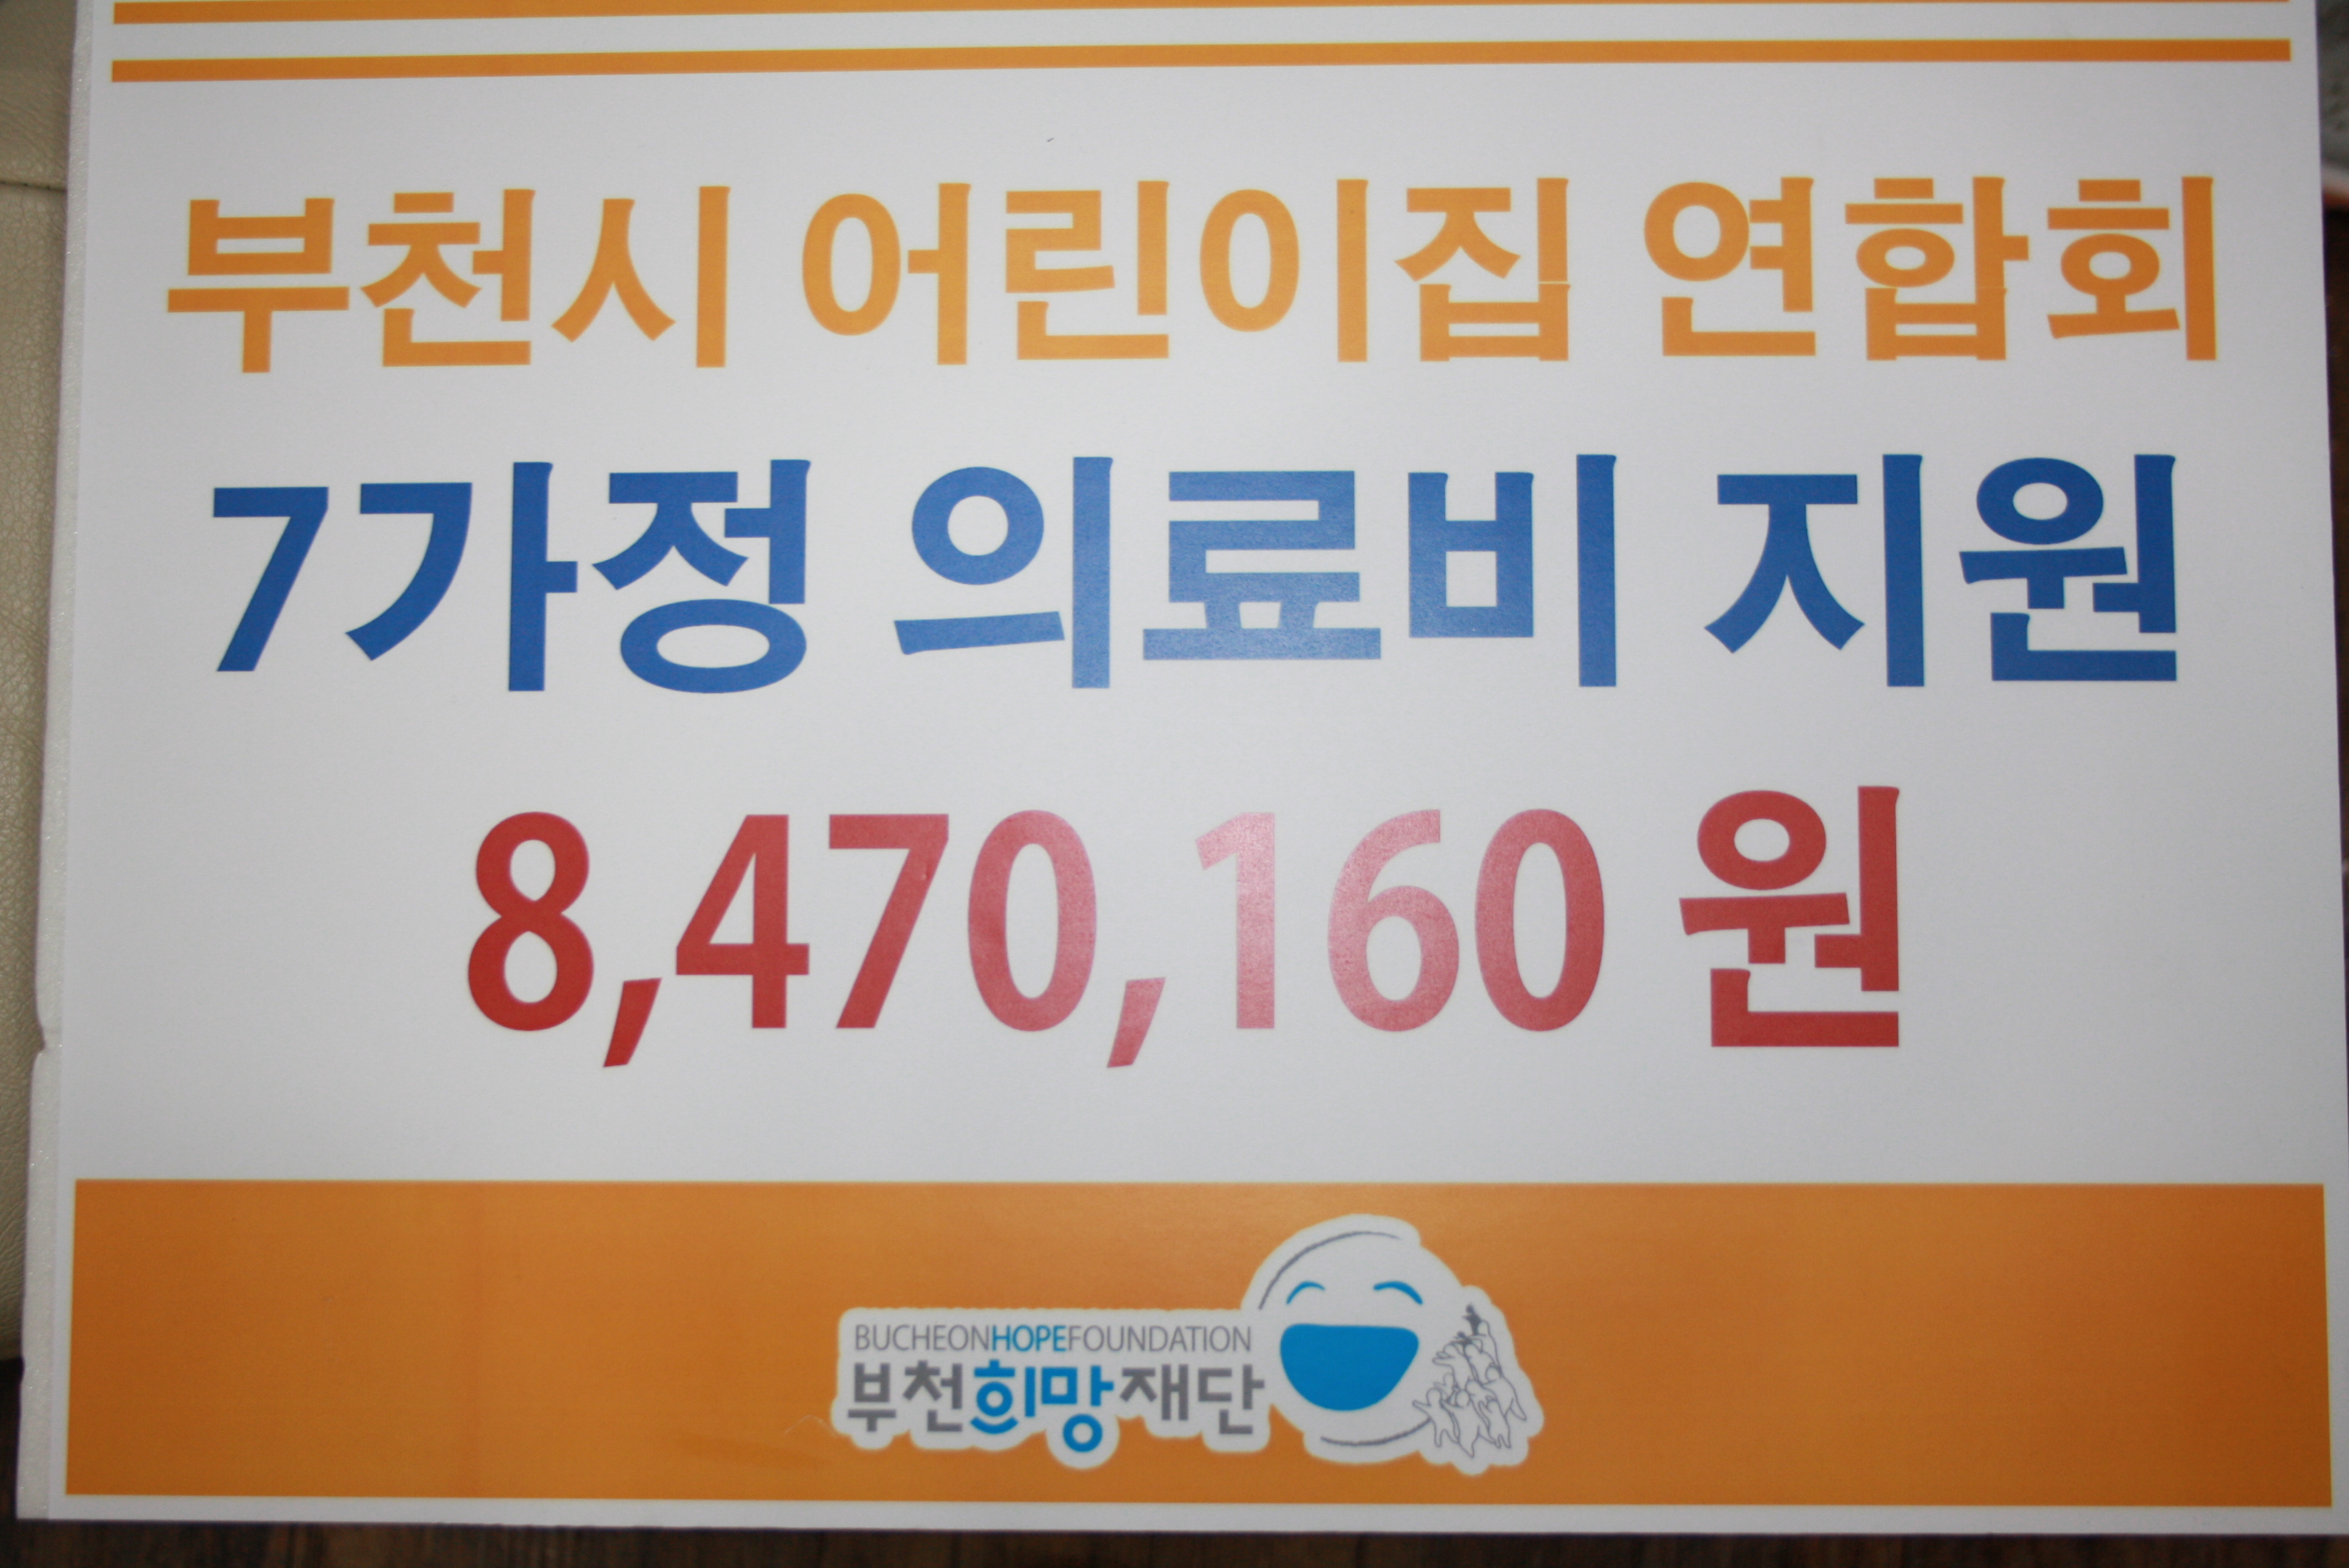 부천시 어린이집 연합회
7가정 의료비 지원
8,470,160 원
BUCHEONHOPEFOUNDATION
부천희망재단